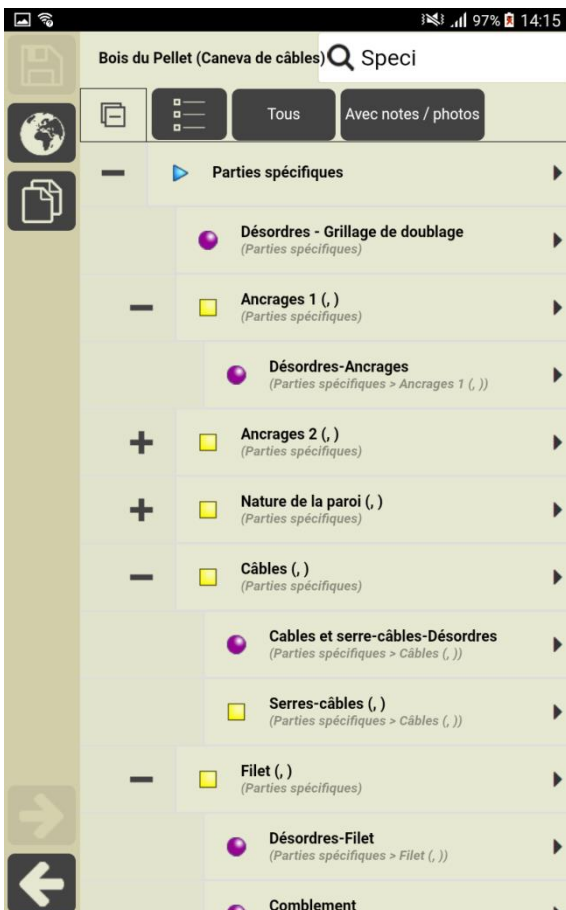 97% 14:15
Bois du Pellet (Caneva de câbles) Speci
Tous Avec notes / photos
Parties spécifiques
Désordres - Grillage de doublage
(Parties spécifiques)
Ancrages 1 (, )
(Parties spécifiques)
Désordres-Ancrages
(Parties spécifiques > Ancrages 1 (, ))
Ancrages 2 (, )
(Parties spécifiques)
Nature de la paroi (, )
(Parties spécifiques)
Câbles (, )
(Parties spécifiques)
Cables et serre-câbles-Désordres
(Parties spécifiques > Câbles (, ))
Serres-câbles (, )
(Parties spécifiques > Câbles (, ))
Filet (, )
(Parties spécifiques)
Désordres-Filet
(Parties spécifiques > Filet (, ))
Comblement